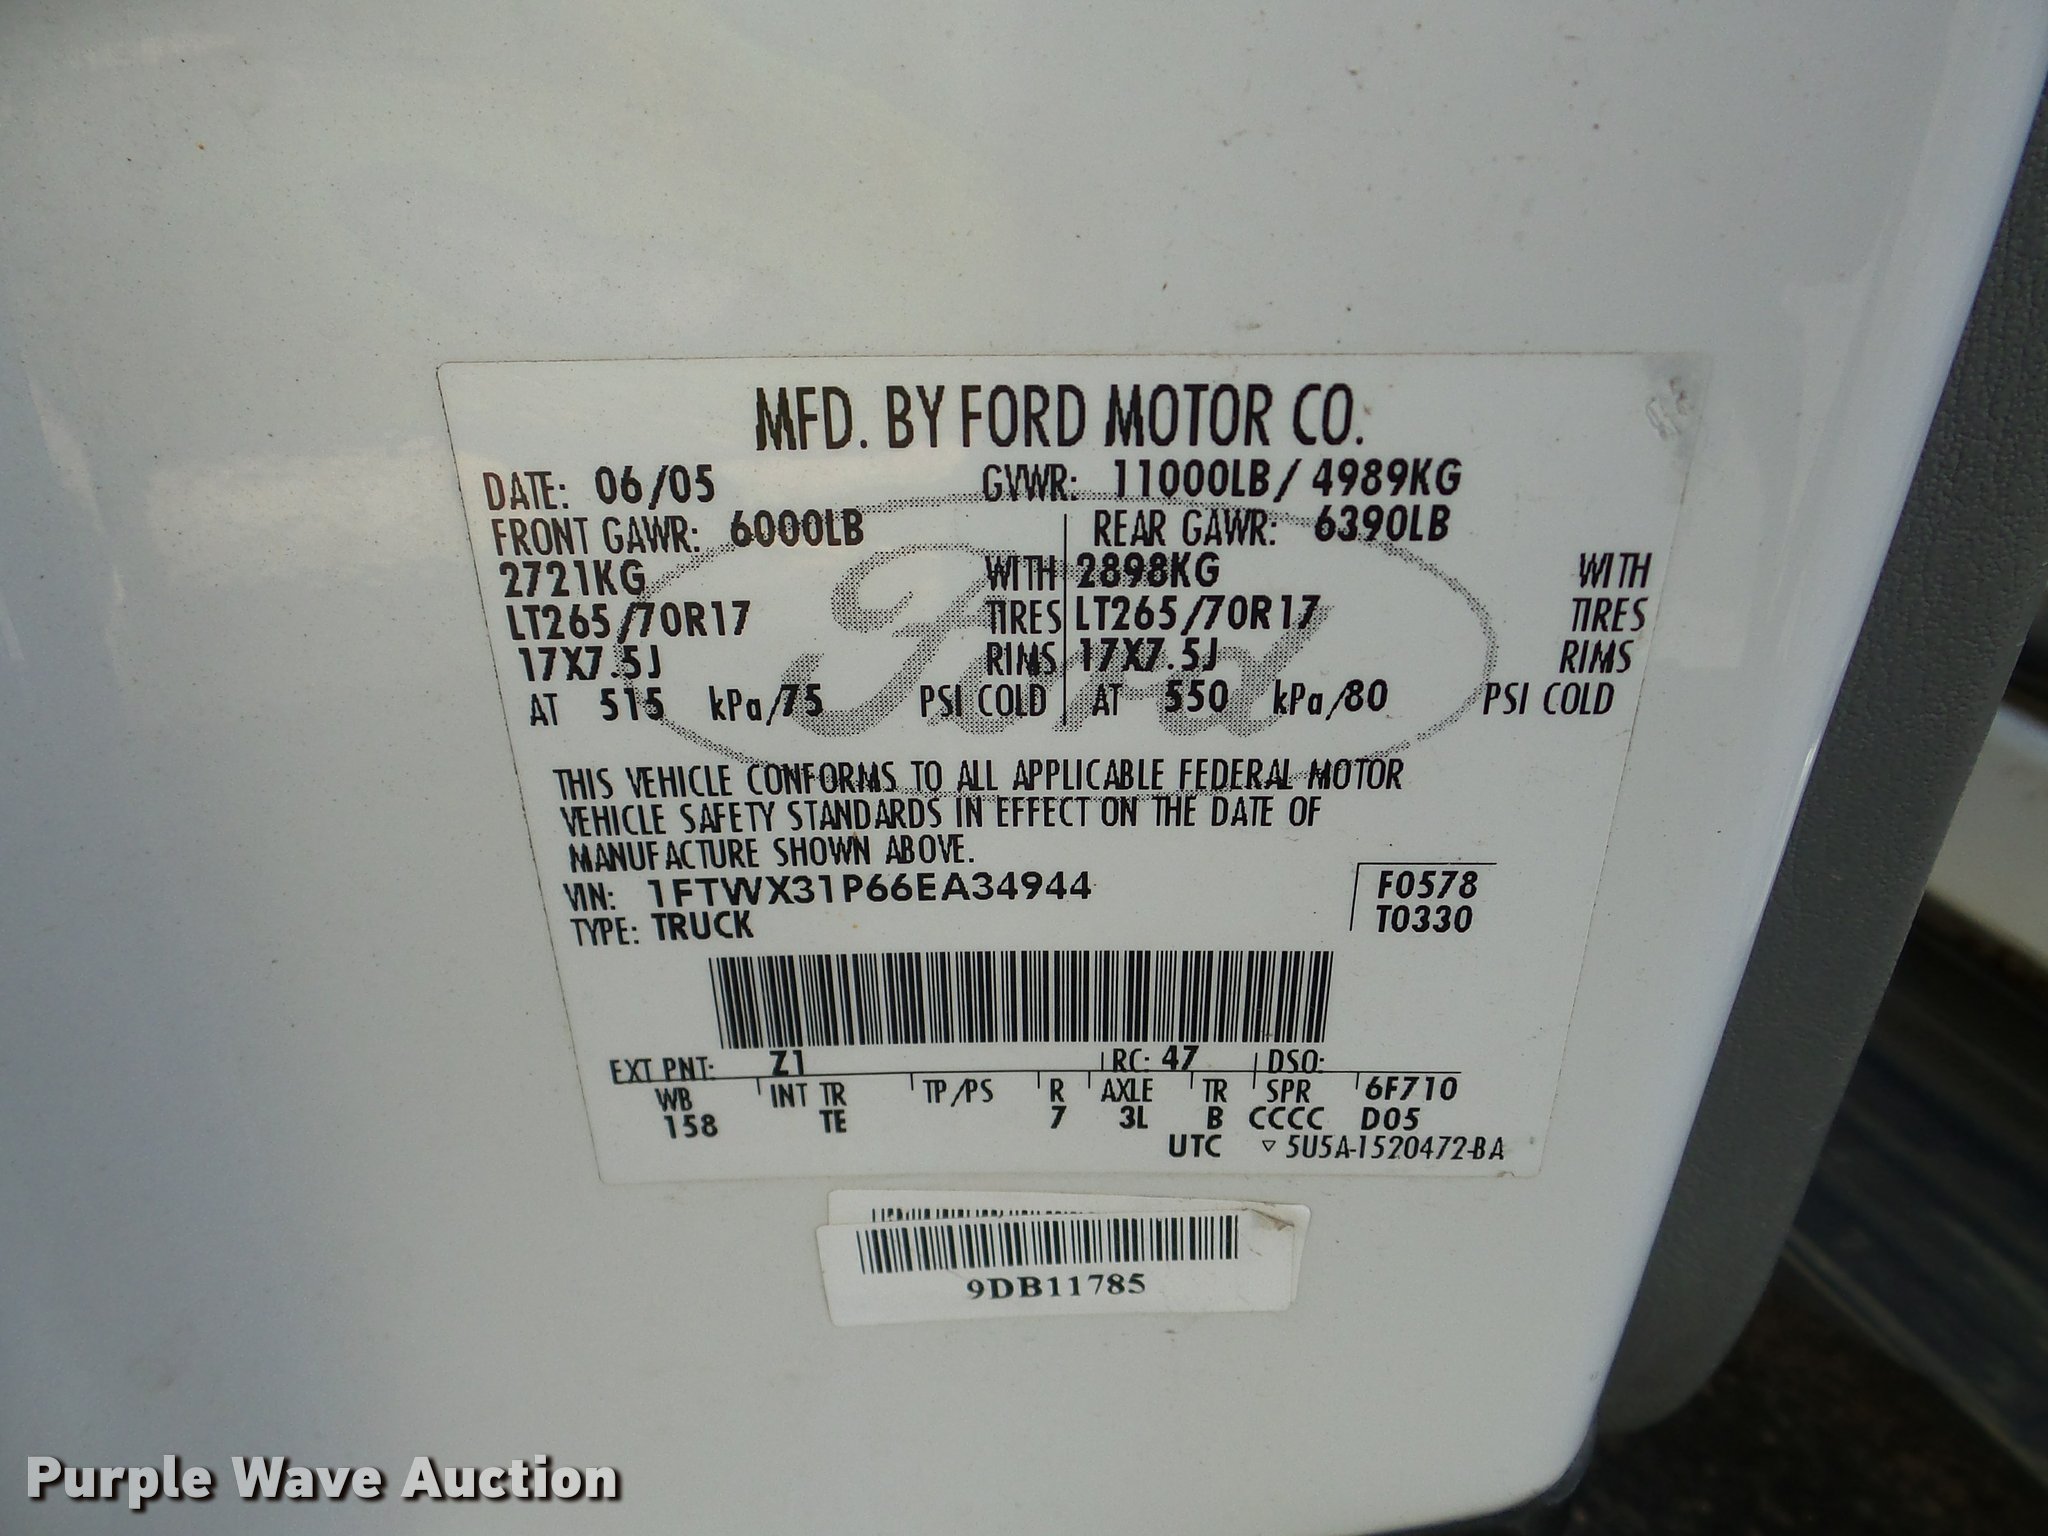 MFD. BY FORD MOTOR CO.
DATE: 06/05 GVWR: 11000LB/ 4989KG
FRONT GAWR: 6000LB REAR GAWR: 6390LB
2721KG WITH 2898KG WITH
LT265/70R17 TIRES LT265/70R17 TIRES
17X7.5J RIMS 17X7.5J RIMS
AT 515 kPa/75 PSI COLD AT 550 kPa/80 PSI COLD
Ford
THIS VEHICLE CONFORMS TO ALL APPLICABLE FEDERAL MOTOR
VEHICLE SAFETY STANDARDS IN EFFECT ON THE DATE OF
MANUFACTURE SHOWN ABOVE.
VIN: 1FTWX31P66EA34944 F0578
TYPE: TRUCK T0330
EXT PNT: Z1 RC: 47 DSO:
WB INT TR TP/PS R AXLE TR SPR 6F710
158 TE 7 3L B CCCC D05
UTC ▽ 5U5A-1520472-BA
9DB11785
Purple Wave Auction